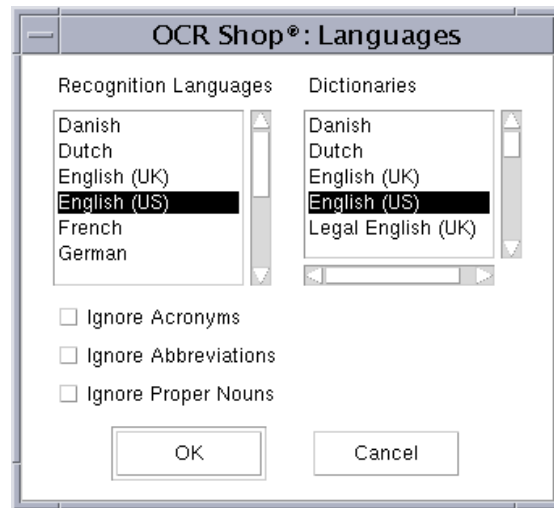 OCR Shop®: Languages
Recognition Languages
Danish
Dutch
English (UK)
English (US)
French
German
Dictionaries
Danish
Dutch
English (UK)
English (US)
Legal English (UK)
Ignore Acronyms
Ignore Abbreviations
Ignore Proper Nouns
OK
Cancel